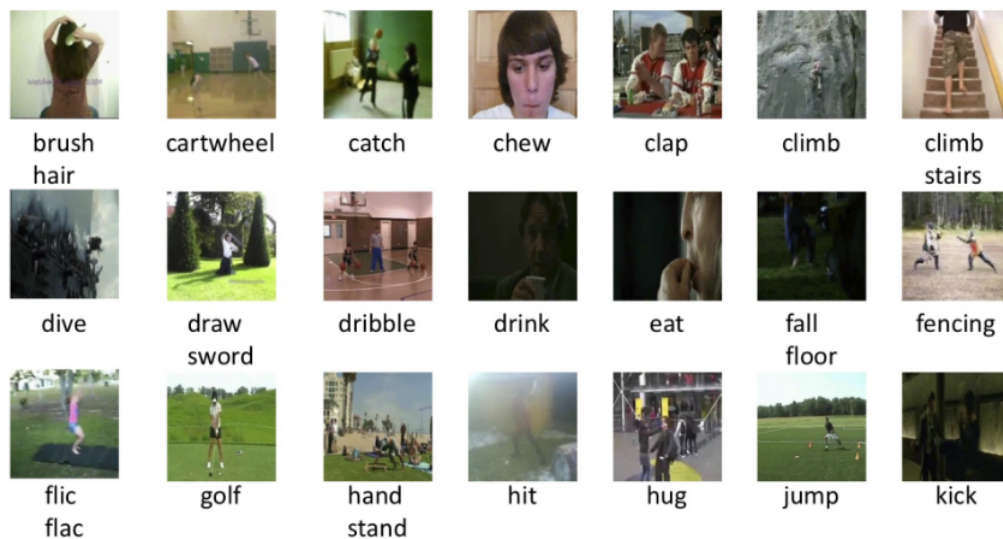 brush
hair
cartwheel
catch
chew
clap
climb
climb
stairs
dive
draw
sword
dribble
drink
eat
fall
floor
fencing
flic
flac
golf
hand
stand
hit
hug
jump
kick